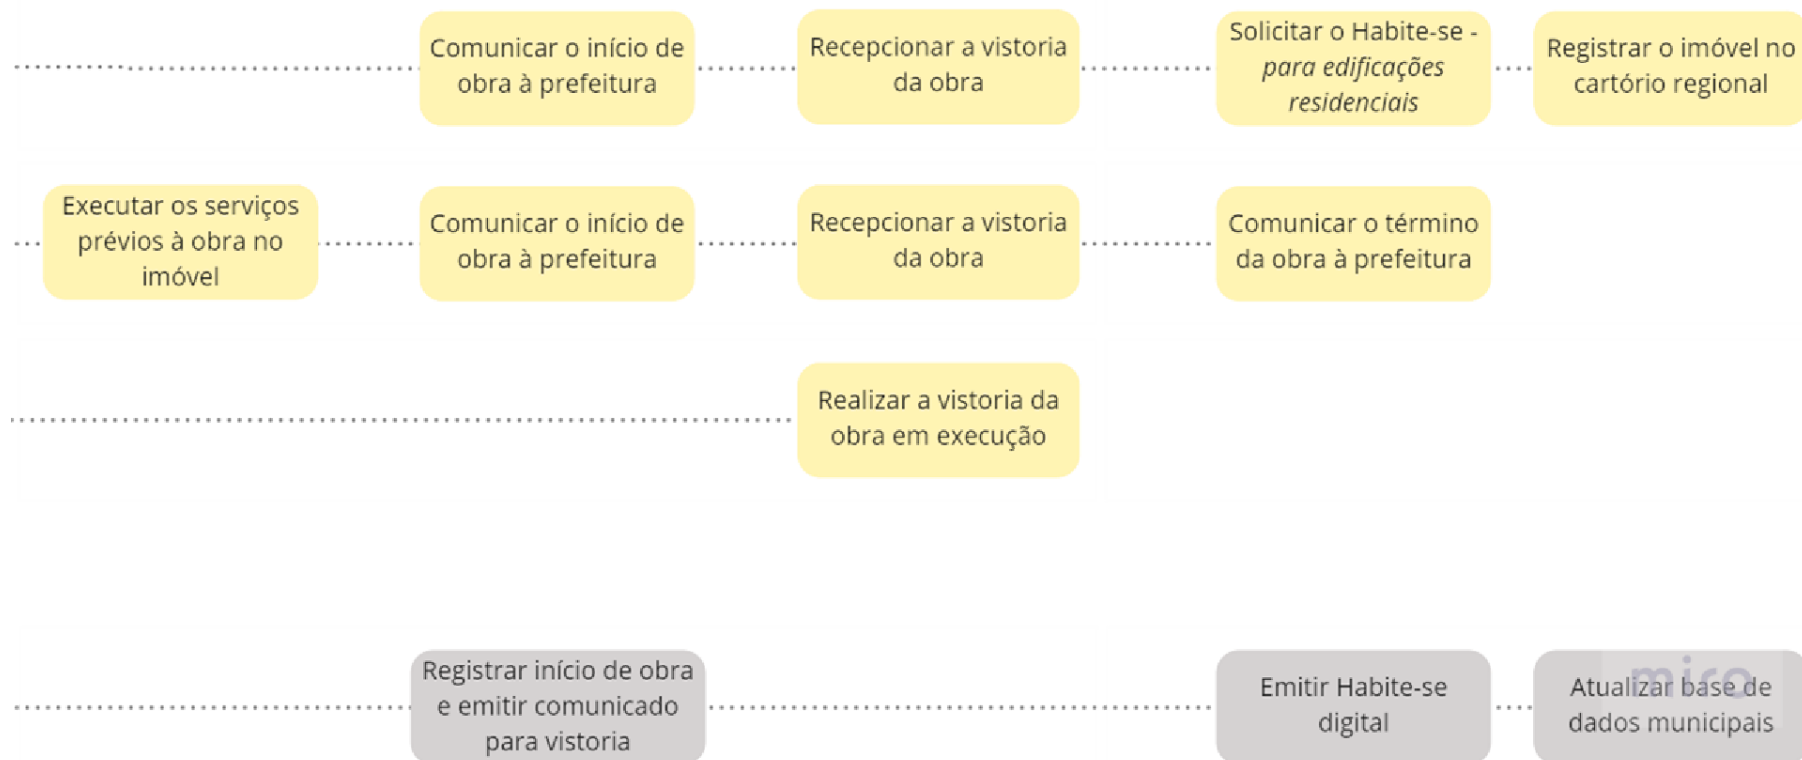 Comunicar o início de
obra à prefeitura
Recepcionar a vistoria
da obra
Solicitar o Habite-se -
para edificações
residenciais
Registrar o imóvel no
cartório regional
Executar os serviços
prévios à obra no
imóvel
Comunicar o início de
obra à prefeitura
Recepcionar a vistoria
da obra
Comunicar o término
da obra à prefeitura
Realizar a vistoria da
obra em execução
Registrar início de obra
e emitir comunicado
para vistoria
Emitir Habite-se
digital
Atualizar base de
dados municipais
miro